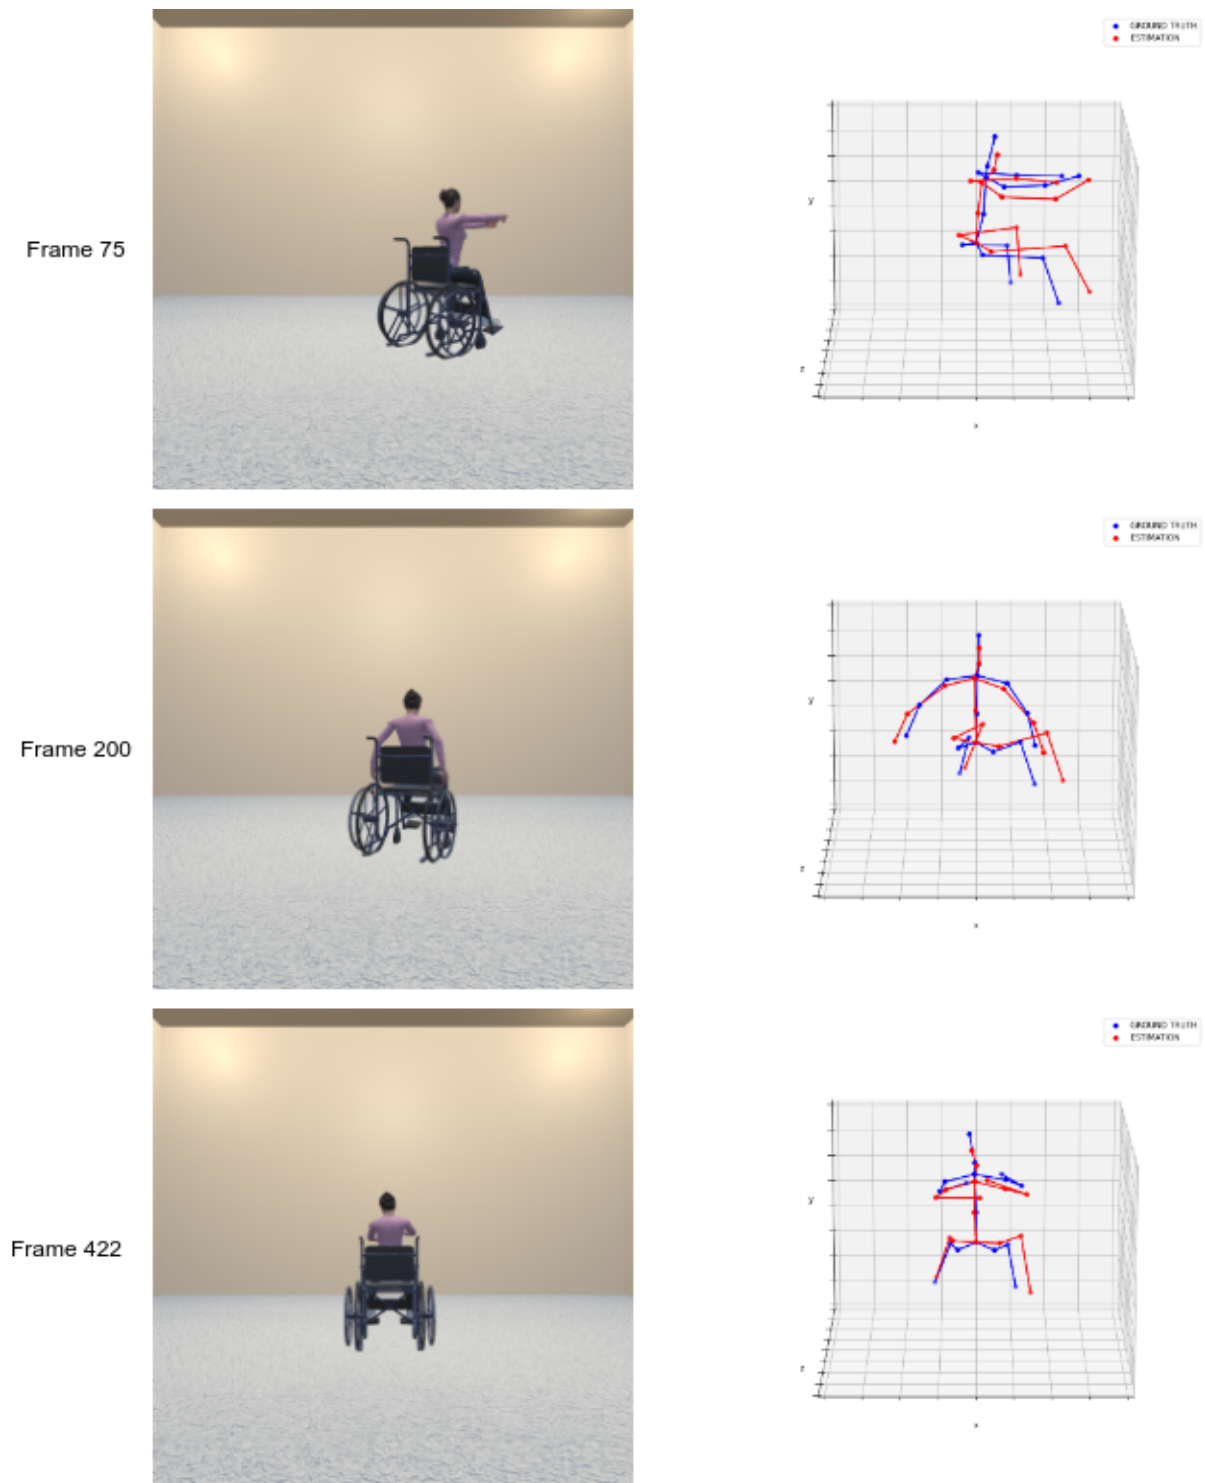 GROUND TRUTH
ESTIMATION
y
z
x
Frame 75
GROUND TRUTH
ESTIMATION
y
z
x
Frame 200
GROUND TRUTH
ESTIMATION
y
z
x
Frame 422